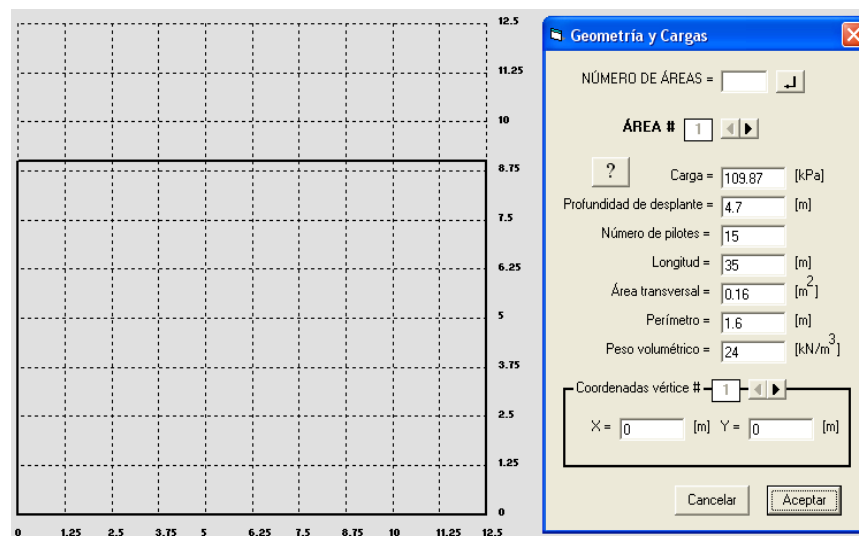 12.5
11.25
10
8.75
7.5
6.25
5
3.75
2.5
1.25
0
0 1.25 2.5 3.75 5 6.25 7.5 8.75 10 11.25 12.5
Geometría y Cargas
NÚMERO DE ÁREAS =
ÁREA # 1
? Carga = 109.87 [kPa]
Profundidad de desplante = 4.7 [m]
Número de pilotes = 15
Longitud = 35 [m]
Área transversal = 0.16 [m2]
Perímetro = 1.6 [m]
Peso volumétrico = 24 [kN/m3]
Coordenadas vértice # 1
X = 0 [m] Y = 0 [m]
Cancelar Aceptar